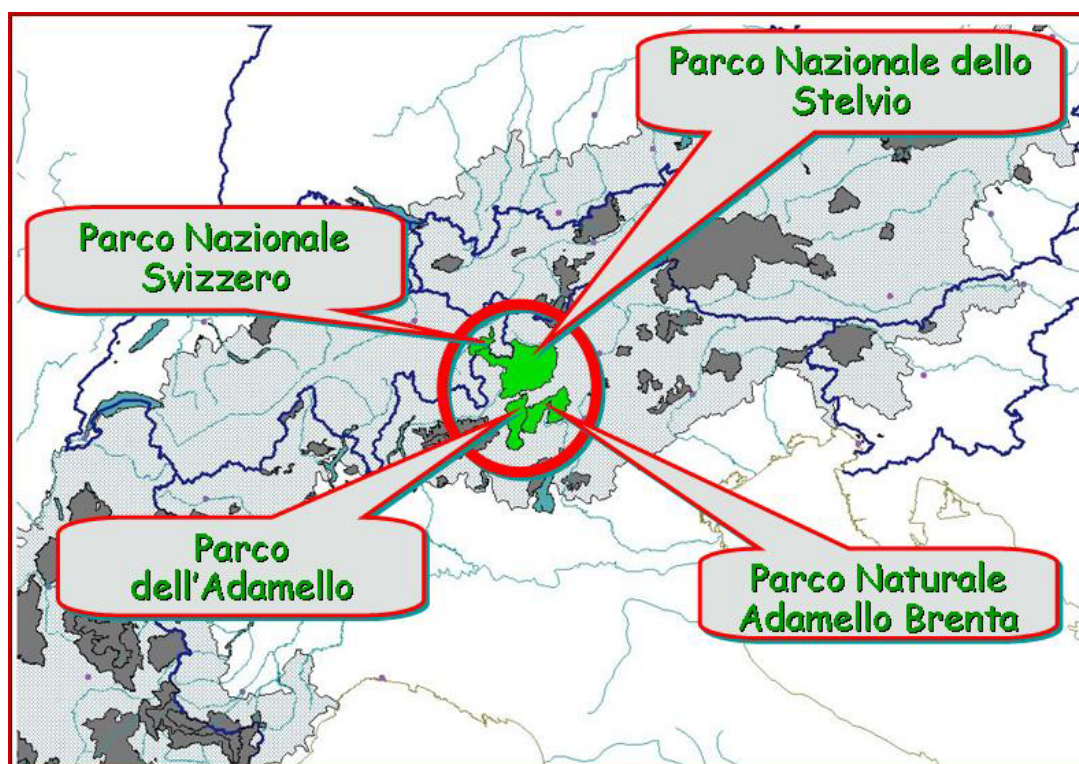 Parco Nazionale dello
Stelvio
Parco Nazionale
Svizzero
Parco
dell'Adamello
Parco Naturale
Adamello Brenta